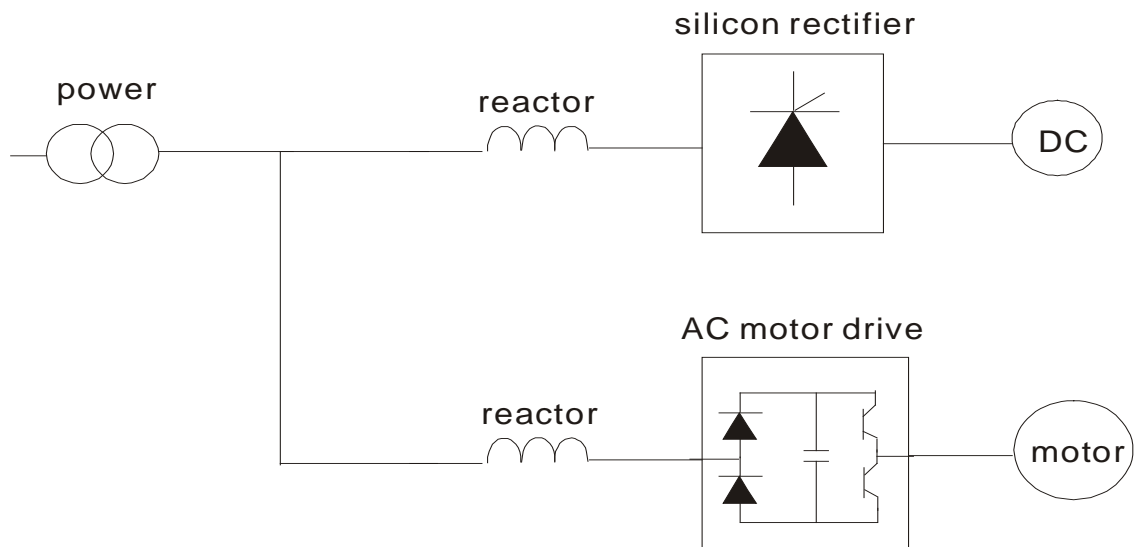 silicon rectifier
power
reactor
DC
AC motor drive
reactor
motor